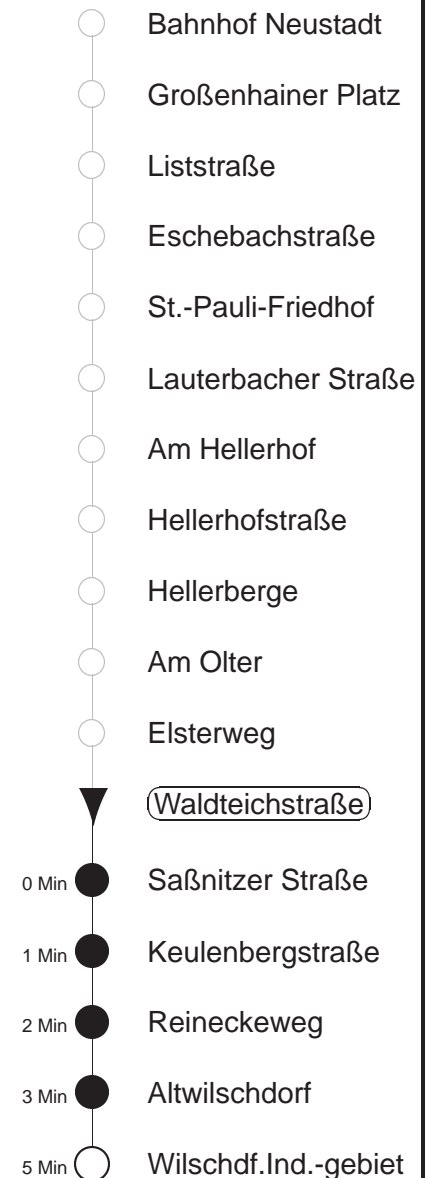 Bahnhof Neustadt
Großenhainer Platz
Liststraße
Eschebachstraße
St.-Pauli-Friedhof
Lauterbacher Straße
Am Hellerhof
Hellerhofstraße
Hellerberge
Am Olter
Elsterweg
Waldteichstraße
0 Min Saßnitzer Straße
1 Min Keulenbergstraße
2 Min Reineckeweg
3 Min Altwilschdorf
5 Min Wilschdf.Ind.-gebiet